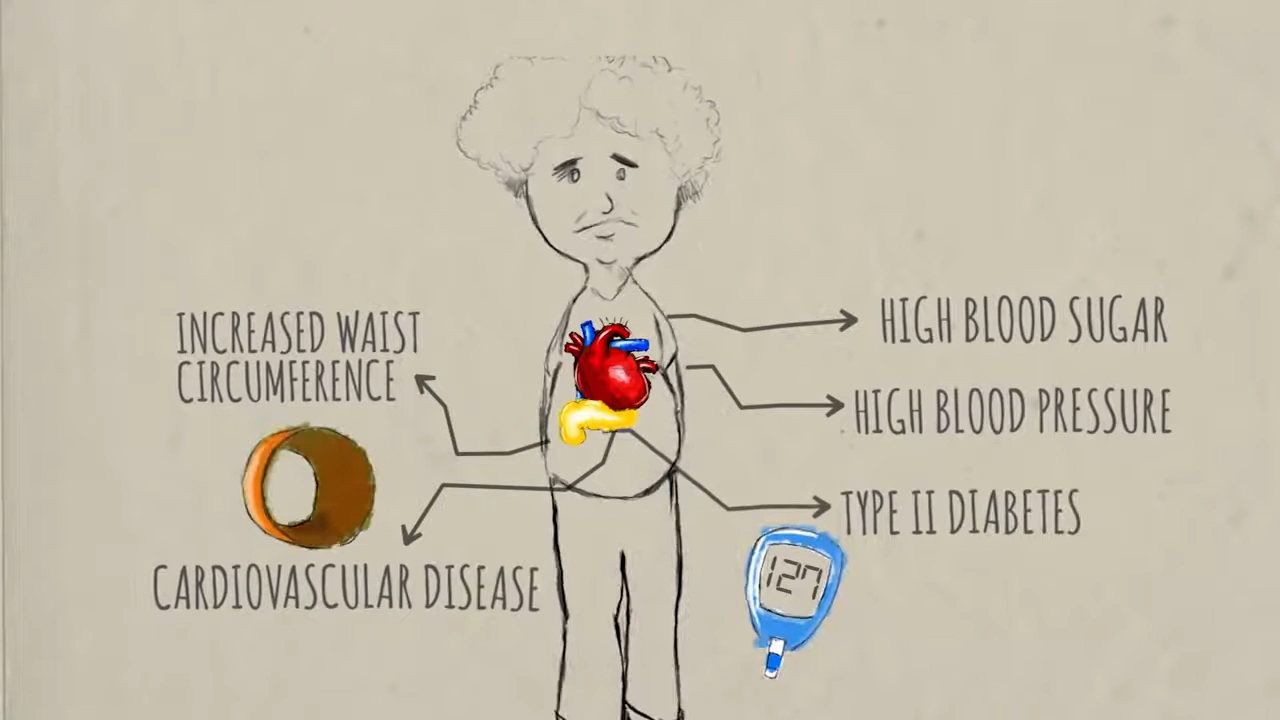 INCREASED WAIST
CIRCUMFERENCE
CARDIOVASCULAR DISEASE
HIGH BLOOD SUGAR
HIGH BLOOD PRESSURE
TYPE II DIABETES
127